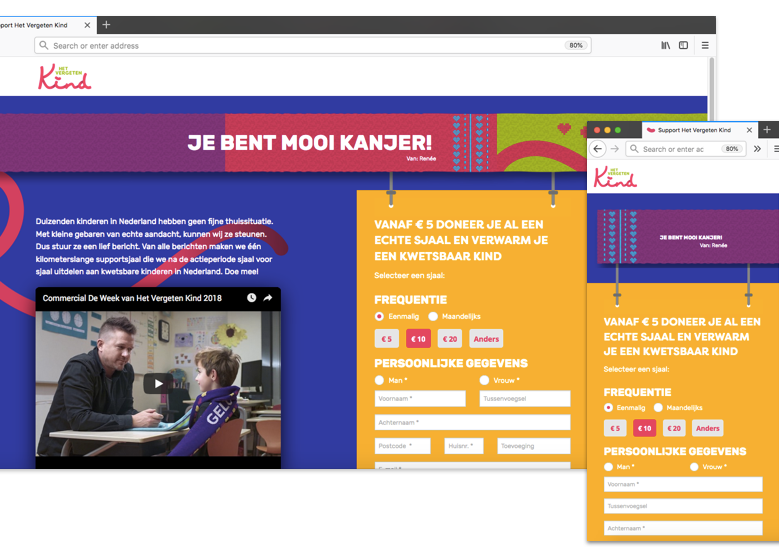 pport Het Vergeten Kind
Search or enter address
80%
HET
VERGETEN
Kind
JE BENT MOOI KANJER!
Van: Renée
Duizenden kinderen in Nederland hebben geen fijne thuissituatie.
Met kleine gebaren van echte aandacht, kunnen wij ze steunen.
Dus stuur ze een lief bericht. Van alle berichten maken we één
kilometerslange supportsjaal die we na de actieperiode sjaal voor
sjaal uitdelen aan kwetsbare kinderen in Nederland. Doe mee!
Commercial De Week van Het Vergeten Kind 2018
GEL
VANAF € 5 DONEER JE AL EEN
ECHTE SJAAL EN VERWARM JE
EEN KWETSBAAR KIND
Selecteer een sjaal:
FREQUENTIE
Eenmalig Maandelijks
€ 5 € 10 € 20 Anders
PERSOONLIJKE GEGEVENS
Man * Vrouw *
Voornaam * Tussenvoegsel
Achternaam *
Postcode * Huisnr. * Toevoeging
Support Het Vergeten Kind
Search or enter ac 80%
HET
VERGETEN
Kind
JE BENT MOOI KANJER!
Van: Renée
VANAF € 5 DONEER JE AL EEN
ECHTE SJAAL EN VERWARM
JE EEN KWETSBAAR KIND
Selecteer een sjaal:
FREQUENTIE
Eenmalig Maandelijks
€ 5 € 10 € 20 Anders
PERSOONLIJKE GEGEVENS
Man * Vrouw *
Voornaam *
Tussenvoegsel
Achternaam *